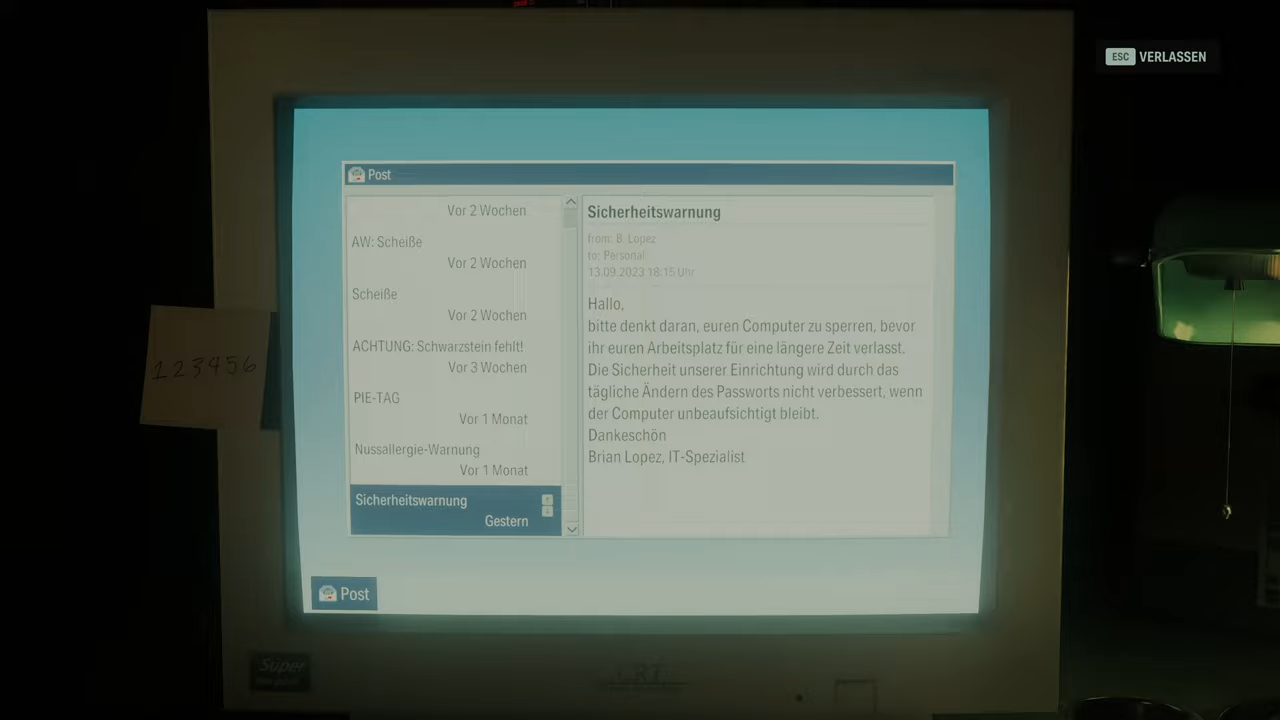 ESC VERLASSEN
Post
Vor 2 Wochen
AW: Scheiße
Vor 2 Wochen
Scheiße
Vor 2 Wochen
ACHTUNG: Schwarzstein fehlt!
Vor 3 Wochen
PIE-TAG
Vor 1 Monat
Nussallergie-Warnung
Vor 1 Monat
Sicherheitswarnung
Gestern
Sicherheitswarnung
from: B. Lopez
to: Personal
13.09.2023 18:15 Uhr
Hallo,
bitte denkt daran, euren Computer zu sperren, bevor
ihr euren Arbeitsplatz für eine längere Zeit verlasst.
Die Sicherheit unserer Einrichtung wird durch das
tägliche Ändern des Passworts nicht verbessert, wenn
der Computer unbeaufsichtigt bleibt.
Dankeschön
Brian Lopez, IT-Spezialist
123456
Post
Super
CRT